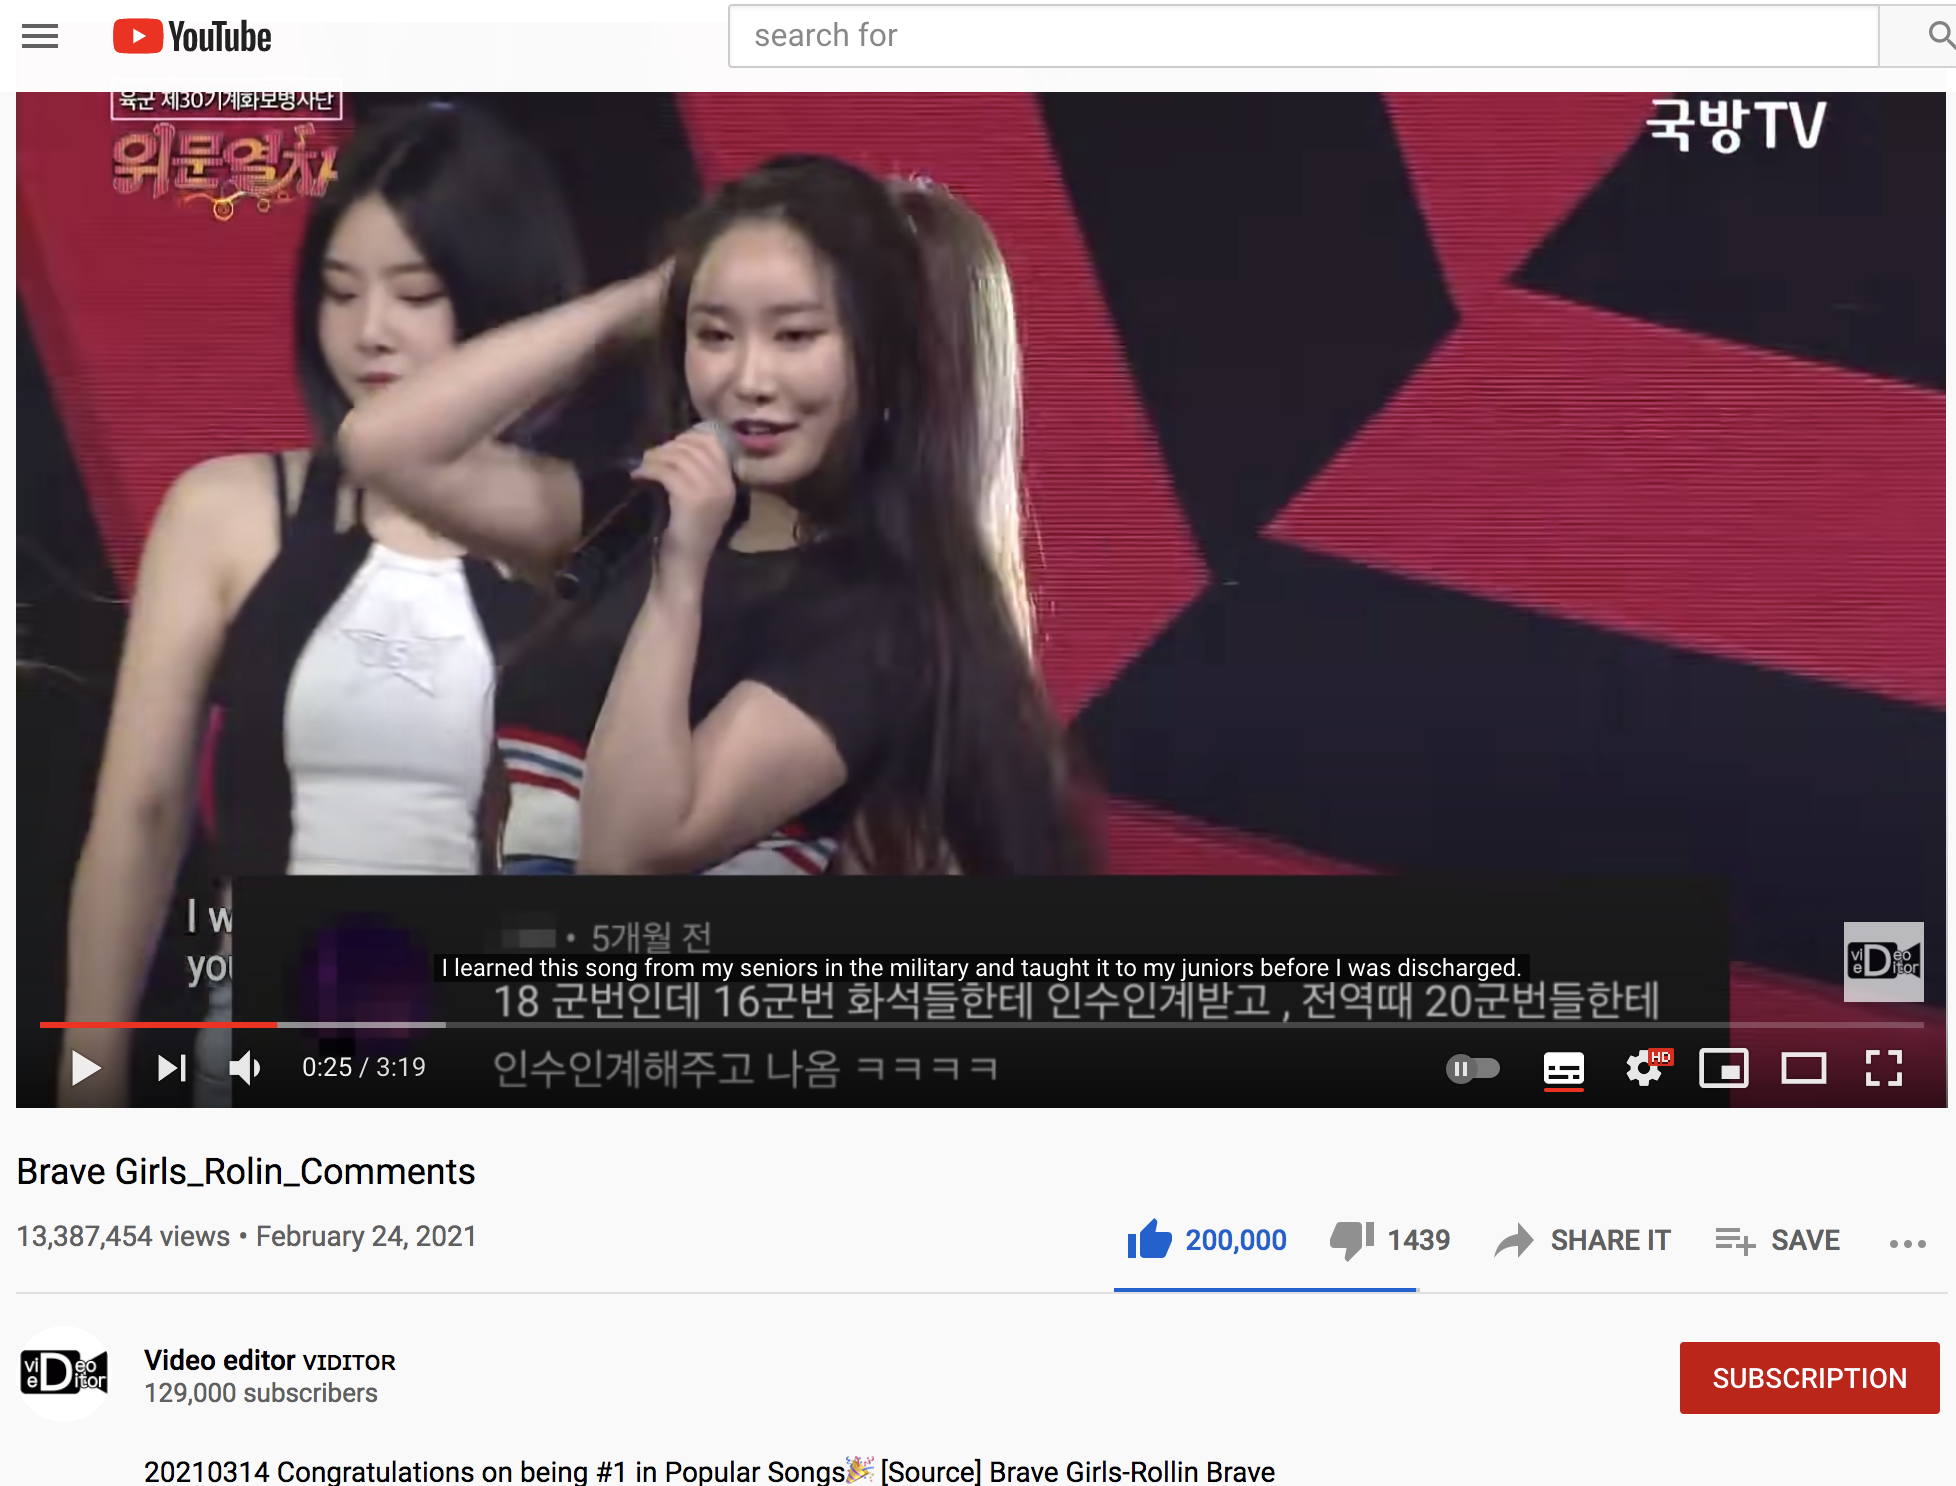 YouTube
search for
육군 제30기계화보병사단
위문열차
국방TV
S
I w
you
5개월 전
I learned this song from my seniors in the military and taught it to my juniors before I was discharged.
18 군번인데 16군번 화석들한테 인수인계받고 , 전역때 20군번들한테
인수인계해주고 나옴 ㅋㅋㅋㅋ
viDeo
eDitor
0:25 / 3:19
HD
Brave Girls_Rolin_Comments
13,387,454 views • February 24, 2021
200,000
1439
SHARE IT
SAVE
viDeo
eDitor
Video editor VIDITOR
129,000 subscribers
SUBSCRIPTION
20210314 Congratulations on being #1 in Popular Songs🎉 [Source] Brave Girls-Rollin Brave